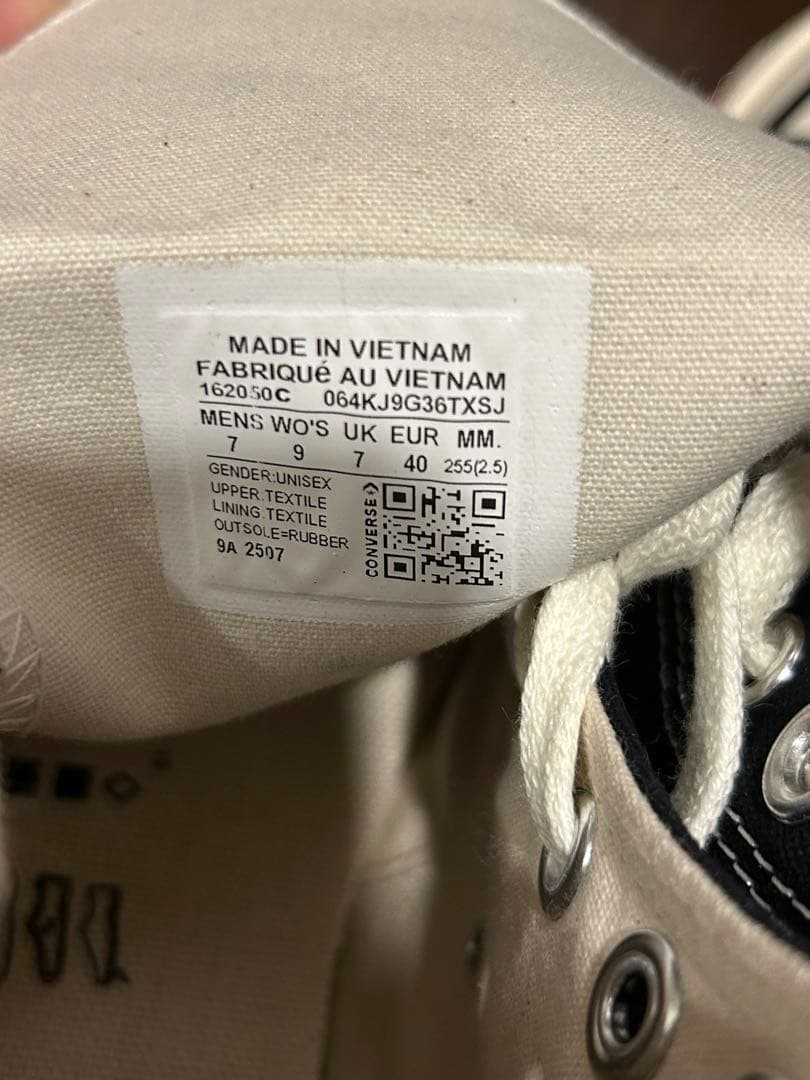 MADE IN VIETNAM
FABRIQUé AU VIETNAM
162050C 064KJ9G36TXSJ
MENS WO'S UK EUR MM.
7 9 7 40 255(2.5)
GENDER:UNISEX
UPPER.TEXTILE
LINING.TEXTILE
OUTSOLE=RUBBER
9A 2507
CONVERSE